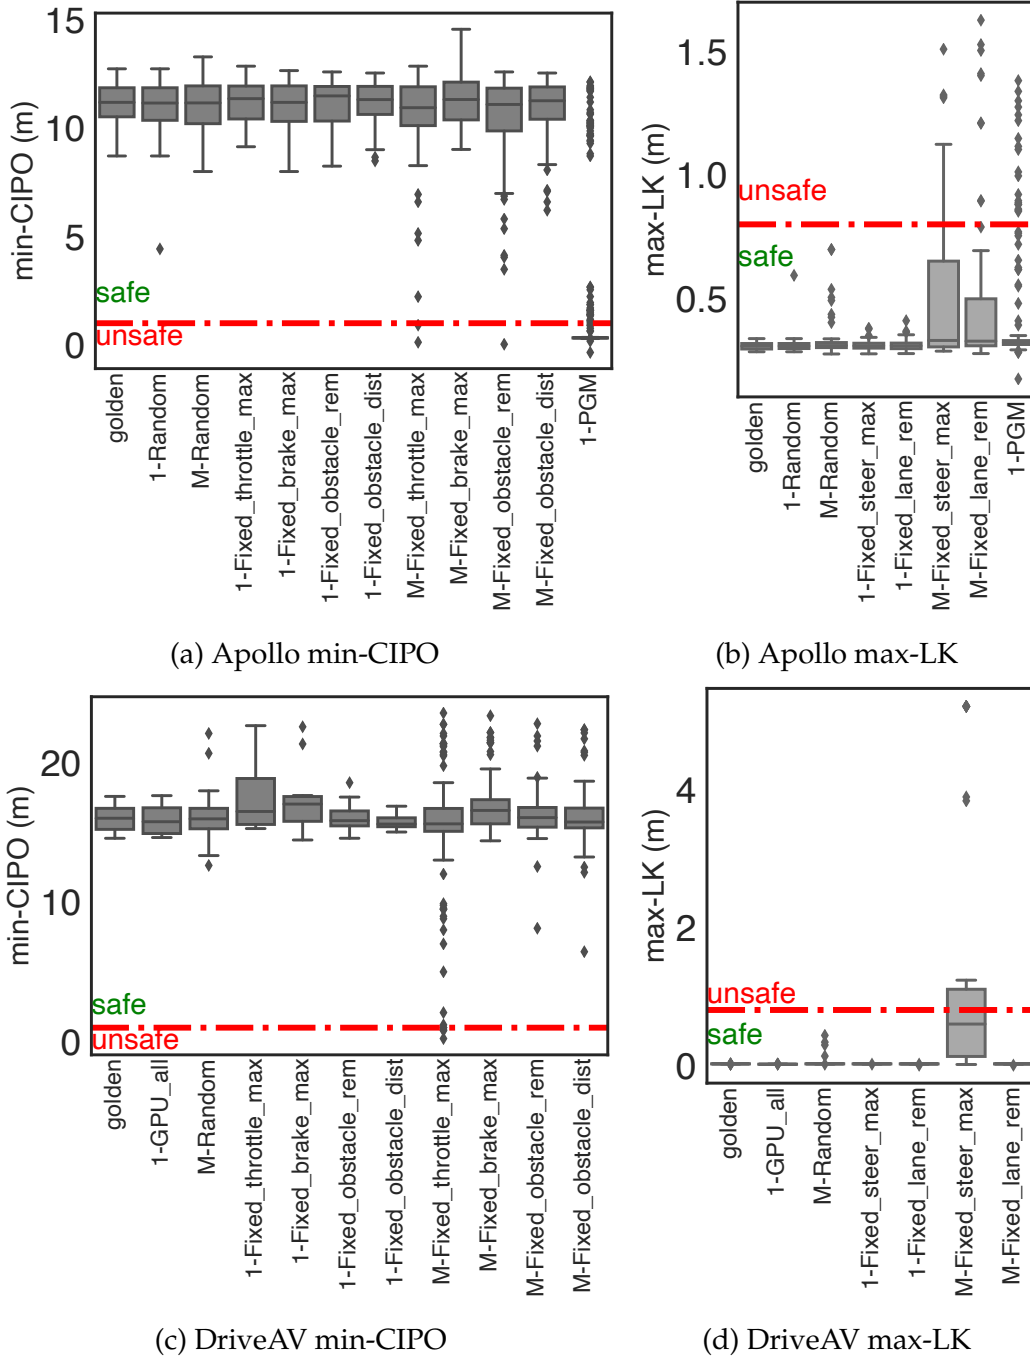 15
10
5
0
min-CIPO (m)
safe
unsafe
golden
1-Random
M-Random
1-Fixed_throttle_max
1-Fixed_brake_max
1-Fixed_obstacle_rem
1-Fixed_obstacle_dist
M-Fixed_throttle_max
M-Fixed_brake_max
M-Fixed_obstacle_rem
M-Fixed_obstacle_dist
1-PGM
(a) Apollo min-CIPO
1.5
1.0
0.5
max-LK (m)
unsafe
safe
golden
1-Random
M-Random
1-Fixed_steer_max
1-Fixed_lane_rem
M-Fixed_steer_max
M-Fixed_lane_rem
1-PGM
(b) Apollo max-LK
20
10
0
min-CIPO (m)
safe
unsafe
golden
1-GPU_all
M-Random
1-Fixed_throttle_max
1-Fixed_brake_max
1-Fixed_obstacle_rem
1-Fixed_obstacle_dist
M-Fixed_throttle_max
M-Fixed_brake_max
M-Fixed_obstacle_rem
M-Fixed_obstacle_dist
(c) DriveAV min-CIPO
4
2
0
max-LK (m)
unsafe
safe
golden
1-GPU_all
M-Random
1-Fixed_steer_max
1-Fixed_lane_rem
M-Fixed_steer_max
M-Fixed_lane_rem
(d) DriveAV max-LK